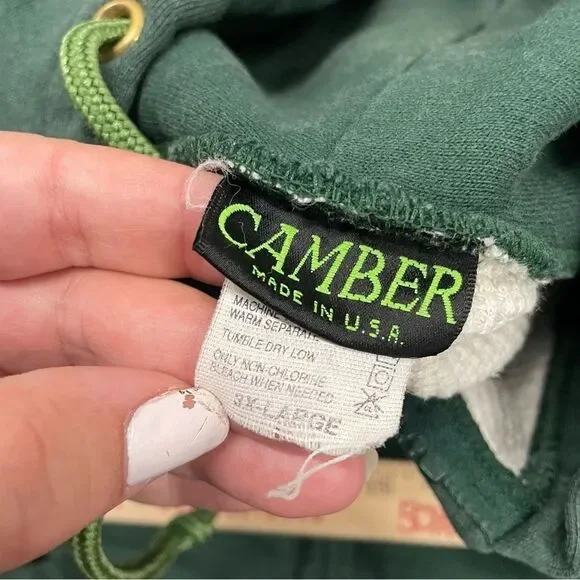 CAMBER
MADE IN U.S.A.
MACHINE
WARM SEPARATE
TUMBLE DRY LOW
ONLY NON-CHLORINE
BLEACH WHEN NEEDED
3X-LARGE